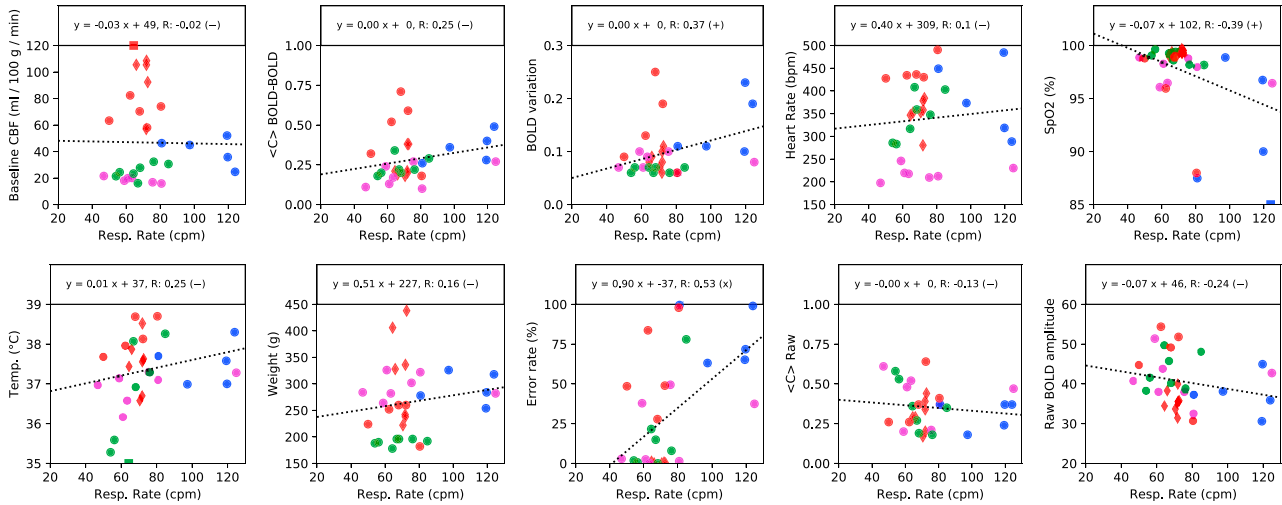 y = -0.03 x + 49, R: -0.02 (−)
120
100
80
60
40
20
0
Baseline CBF (ml / 100 g / min)
20 40 60 80 100 120
Resp. Rate (cpm)
y = 0.00 x + 0, R: 0.25 (−)
1.00
0.75
0.50
0.25
0.00
<C> BOLD-BOLD
20 40 60 80 100 120
Resp. Rate (cpm)
y = 0.00 x + 0, R: 0.37 (+)
0.3
0.2
0.1
0.0
BOLD variation
20 40 60 80 100 120
Resp. Rate (cpm)
y = 0.40 x + 309, R: 0.1 (−)
500
450
400
350
300
250
200
150
Heart Rate (bpm)
20 40 60 80 100 120
Resp. Rate (cpm)
y = -0.07 x + 102, R: -0.39 (+)
100
95
90
85
SpO2 (%)
20 40 60 80 100 120
Resp. Rate (cpm)
y = 0.01 x + 37, R: 0.25 (−)
39
38
37
36
35
Temp. (°C)
20 40 60 80 100 120
Resp. Rate (cpm)
y = 0.51 x + 227, R: 0.16 (−)
450
400
350
300
250
200
150
Weight (g)
20 40 60 80 100 120
Resp. Rate (cpm)
y = 0.90 x + -37, R: 0.53 (x)
100
75
50
25
0
Error rate (%)
20 40 60 80 100 120
Resp. Rate (cpm)
y = -0.00 x + 0, R: -0.13 (−)
1.00
0.75
0.50
0.25
0.00
<C> Raw
20 40 60 80 100 120
Resp. Rate (cpm)
y = -0.07 x + 46, R: -0.24 (−)
60
50
40
30
20
Raw BOLD amplitude
20 40 60 80 100 120
Resp. Rate (cpm)